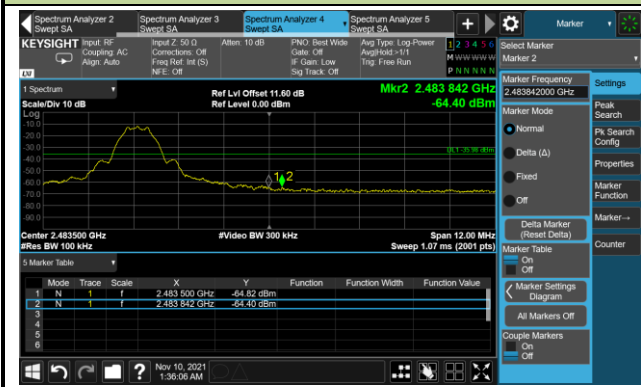 Spectrum Analyzer 2
Swept SA
Spectrum Analyzer 3
Swept SA
Spectrum Analyzer 4
Swept SA
Spectrum Analyzer 5
Swept SA
Marker
KEYSIGHT
Input: RF
Coupling: AC
Align: Auto
Input Z: 50 Ω
Corrections: Off
Freq Ref: Int (S)
NFE: Off
Atten: 10 dB
PNO: Best Wide
Gate: Off
IF Gain: Low
Sig Track: Off
Avg Type: Log-Power
Avg|Hold:>1/1
Trig: Free Run
1 2 3 4 5 6
M W W W W W
P N N N N N
Select Marker
Marker 2
1 Spectrum
Scale/Div 10 dB
Ref Lvl Offset 11.60 dB
Ref Level 0.00 dBm
Mkr2 2.483 842 GHz
-64.40 dBm
Log
-10.0
-20.0
-30.0
-40.0
-50.0
-60.0
-70.0
-80.0
-90.0
1 2
Center 2.483500 GHz
#Res BW 100 kHz
#Video BW 300 kHz
Span 12.00 MHz
Sweep 1.07 ms (2001 pts)
5 Marker Table
Mode Trace Scale X Y Function Function Width Function Value
1 N 1 f 2.483 500 GHz -64.82 dBm
2 N 1 f 2.483 842 GHz -64.40 dBm
3
4
5
6
Nov 10, 2021
1:36:06 AM
Marker Frequency
2.483842000 GHz
Marker Mode
Normal
Delta (Δ)
Fixed
Off
Delta Marker
(Reset Delta)
Marker Table
On
Off
Marker Settings
Diagram
All Markers Off
Couple Markers
On
Off
Settings
Peak
Search
Pk Search
Config
Properties
Marker
Function
Marker→
Counter